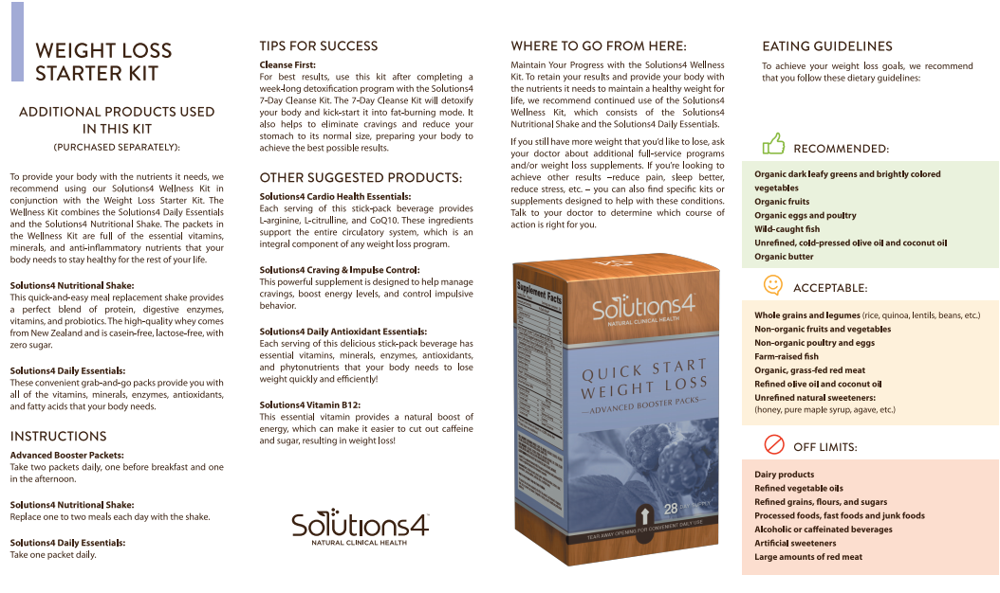 WEIGHT LOSS
STARTER KIT
ADDITIONAL PRODUCTS USED
IN THIS KIT
(PURCHASED SEPARATELY):
To provide your body with the nutrients it needs, we
recommend using our Solutions4 Wellness Kit in
conjunction with the Weight Loss Starter Kit. The
Wellness Kit combines the Solutions4 Daily Essentials
and the Solutions4 Nutritional Shake. The packets in
the Wellness Kit are full of the essential vitamins,
minerals, and anti-inflammatory nutrients that your
body needs to stay healthy for the rest of your life.
Solutions4 Nutritional Shake:
This quick-and-easy meal replacement shake provides
a perfect blend of protein, digestive enzymes,
vitamins, and probiotics. The high-quality whey comes
from New Zealand and is casein-free, lactose-free, with
zero sugar.
Solutions4 Daily Essentials:
These convenient grab-and-go packs provide you with
all of the vitamins, minerals, enzymes, antioxidants,
and fatty acids that your body needs.
INSTRUCTIONS
Advanced Booster Packets:
Take two packets daily, one before breakfast and one
in the afternoon.
Solutions4 Nutritional Shake:
Replace one to two meals each day with the shake.
Solutions4 Daily Essentials:
Take one packet daily.
TIPS FOR SUCCESS
Cleanse First:
For best results, use this kit after completing a
week-long detoxification program with the Solutions4
7-Day Cleanse Kit. The 7-Day Cleanse Kit will detoxify
your body and kick-start it into fat-burning mode. It
also helps to eliminate cravings and reduce your
stomach to its normal size, preparing your body to
achieve the best possible results.
OTHER SUGGESTED PRODUCTS:
Solutions4 Cardio Health Essentials:
Each serving of this stick-pack beverage provides
L-arginine, L-citrulline, and CoQ10. These ingredients
support the entire circulatory system, which is an
integral component of any weight loss program.
Solutions4 Craving & Impulse Control:
This powerful supplement is designed to help manage
cravings, boost energy levels, and control impulsive
behavior.
Solutions4 Daily Antioxidant Essentials:
Each serving of this delicious stick-pack beverage has
essential vitamins, minerals, enzymes, antioxidants,
and phytonutrients that your body needs to lose
weight quickly and efficiently!
Solutions4 Vitamin B12:
This essential vitamin provides a natural boost of
energy, which can make it easier to cut out caffeine
and sugar, resulting in weight loss!
Solutions4™
NATURAL CLINICAL HEALTH
WHERE TO GO FROM HERE:
Maintain Your Progress with the Solutions4 Wellness
Kit. To retain your results and provide your body with
the nutrients it needs to maintain a healthy weight for
life, we recommend continued use of the Solutions4
Wellness Kit, which consists of the Solutions4
Nutritional Shake and the Solutions4 Daily Essentials.
If you still have more weight that you'd like to lose, ask
your doctor about additional full-service programs
and/or weight loss supplements. If you're looking to
achieve other results –reduce pain, sleep better,
reduce stress, etc. – you can also find specific kits or
supplements designed to help with these conditions.
Talk to your doctor to determine which course of
action is right for you.
Supplement Facts
Solutions4
NATURAL CLINICAL HEALTH
QUICK START
WEIGHT LOSS
—ADVANCED BOOSTER PACKS—
28 DAY SUPPLY
TEAR AWAY OPENING FOR CONVENIENT DAILY USE
EATING GUIDELINES
To achieve your weight loss goals, we recommend
that you follow these dietary guidelines:
RECOMMENDED:
Organic dark leafy greens and brightly colored
vegetables
Organic fruits
Organic eggs and poultry
Wild-caught fish
Unrefined, cold-pressed olive oil and coconut oil
Organic butter
ACCEPTABLE:
Whole grains and legumes (rice, quinoa, lentils, beans, etc.)
Non-organic fruits and vegetables
Non-organic poultry and eggs
Farm-raised fish
Organic, grass-fed red meat
Refined olive oil and coconut oil
Unrefined natural sweeteners:
(honey, pure maple syrup, agave, etc.)
OFF LIMITS:
Dairy products
Refined vegetable oils
Refined grains, flours, and sugars
Processed foods, fast foods and junk foods
Alcoholic or caffeinated beverages
Artificial sweeteners
Large amounts of red meat